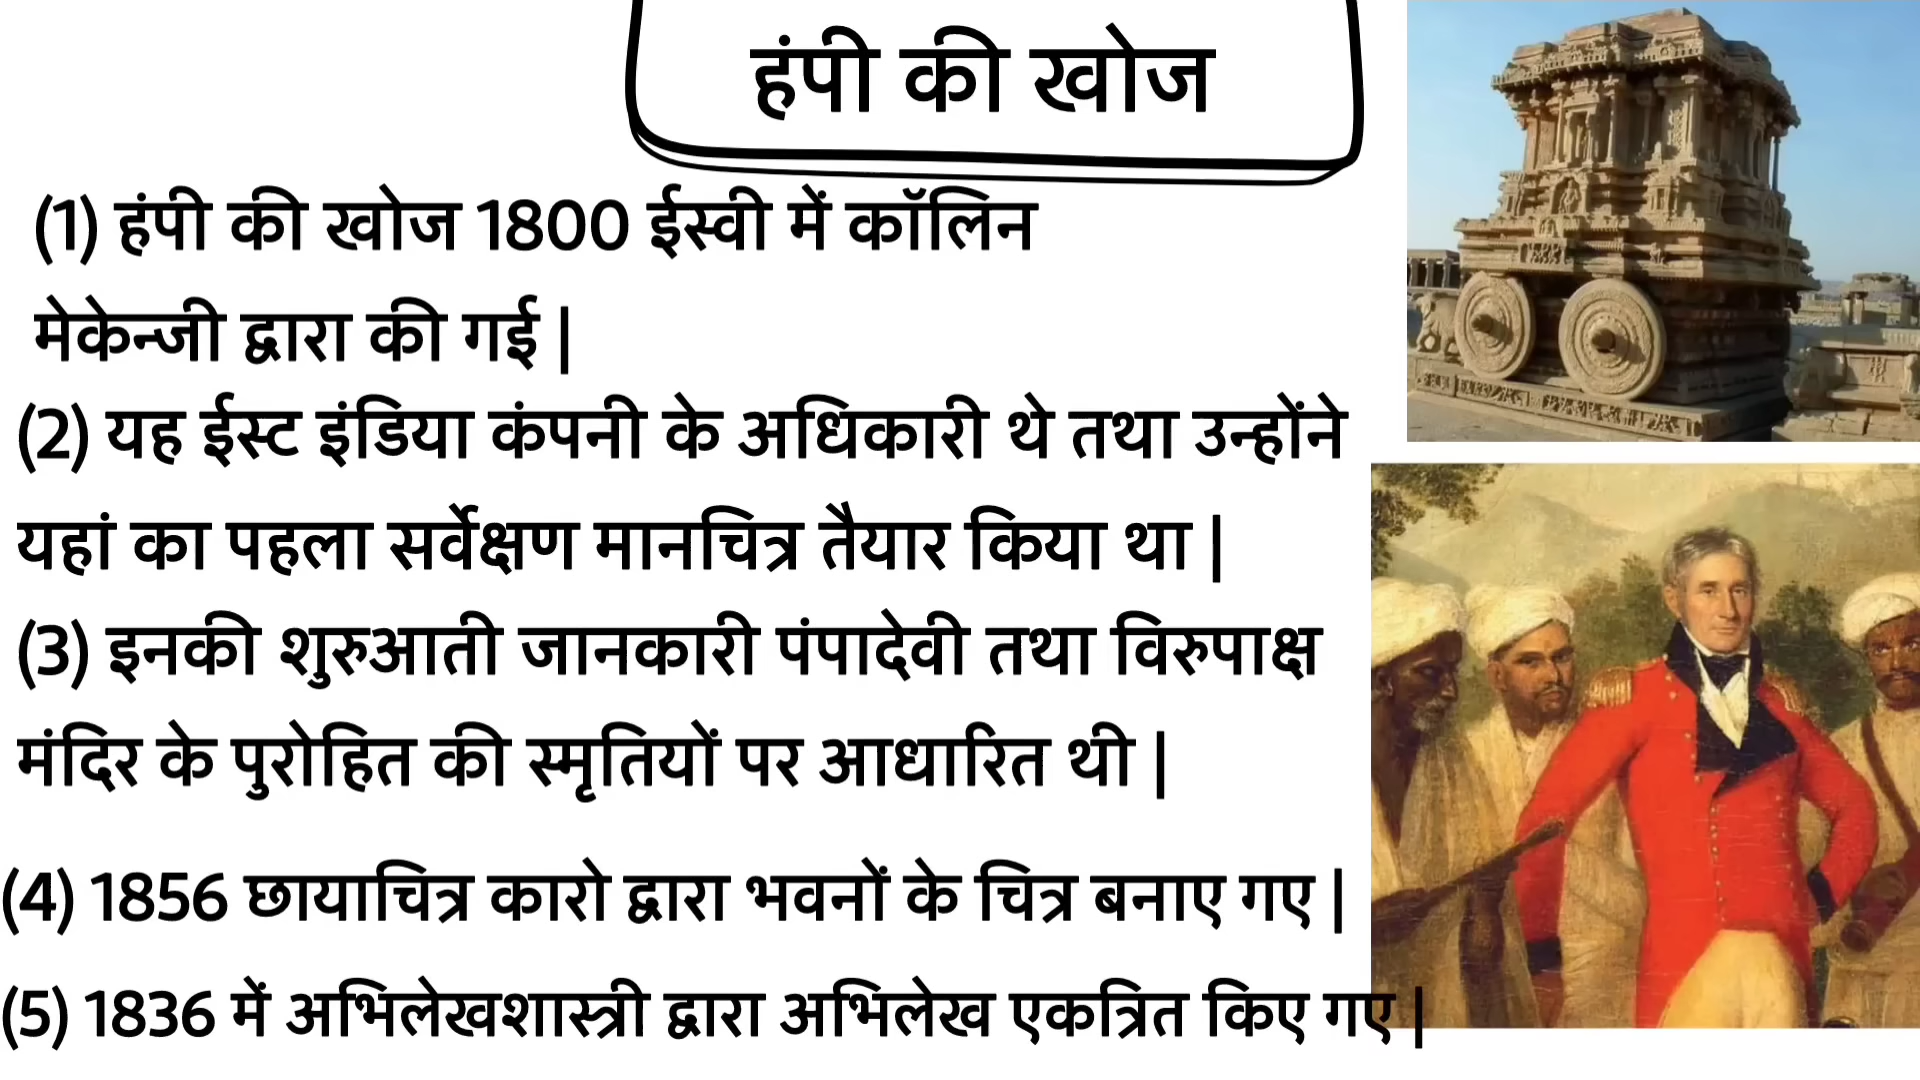 हंपी की खोज
(1) हंपी की खोज 1800 ईस्वी में कॉलिन
मेकेन्जी द्वारा की गई |
(2) यह ईस्ट इंडिया कंपनी के अधिकारी थे तथा उन्होंने
यहां का पहला सर्वेक्षण मानचित्र तैयार किया था |
(3) इनकी शुरुआती जानकारी पंपादेवी तथा विरुपाक्ष
मंदिर के पुरोहित की स्मृतियों पर आधारित थी |
(4) 1856 छायाचित्र कारो द्वारा भवनों के चित्र बनाए गए |
(5) 1836 में अभिलेखशास्त्री द्वारा अभिलेख एकत्रित किए गए |